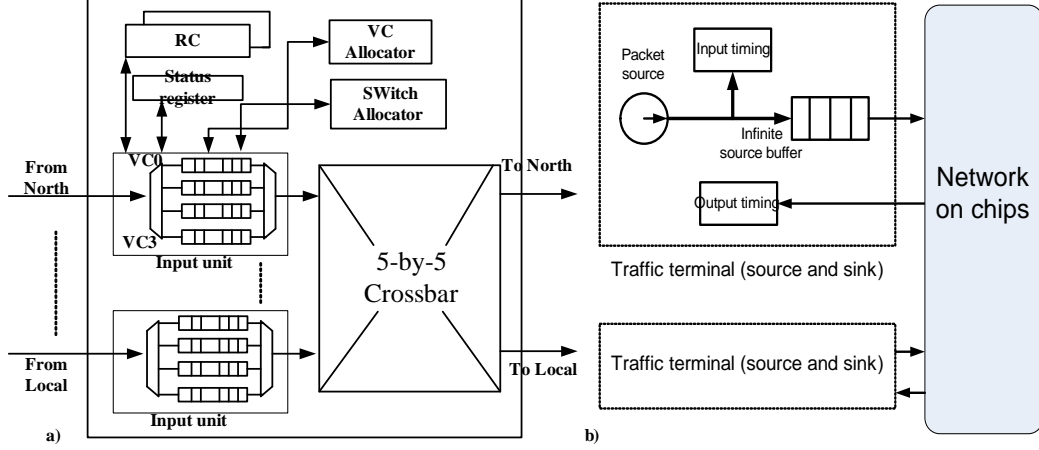 RC
VC
Allocator
Status
register
SWitch
Allocator
From
North
VC0
VC3
Input unit
To North
5-by-5
Crossbar
From
Local
To Local
Input unit
a)
Packet
source
Input timing
Infinite
source buffer
Output timing
Traffic terminal (source and sink)
Traffic terminal (source and sink)
Network
on chips
b)